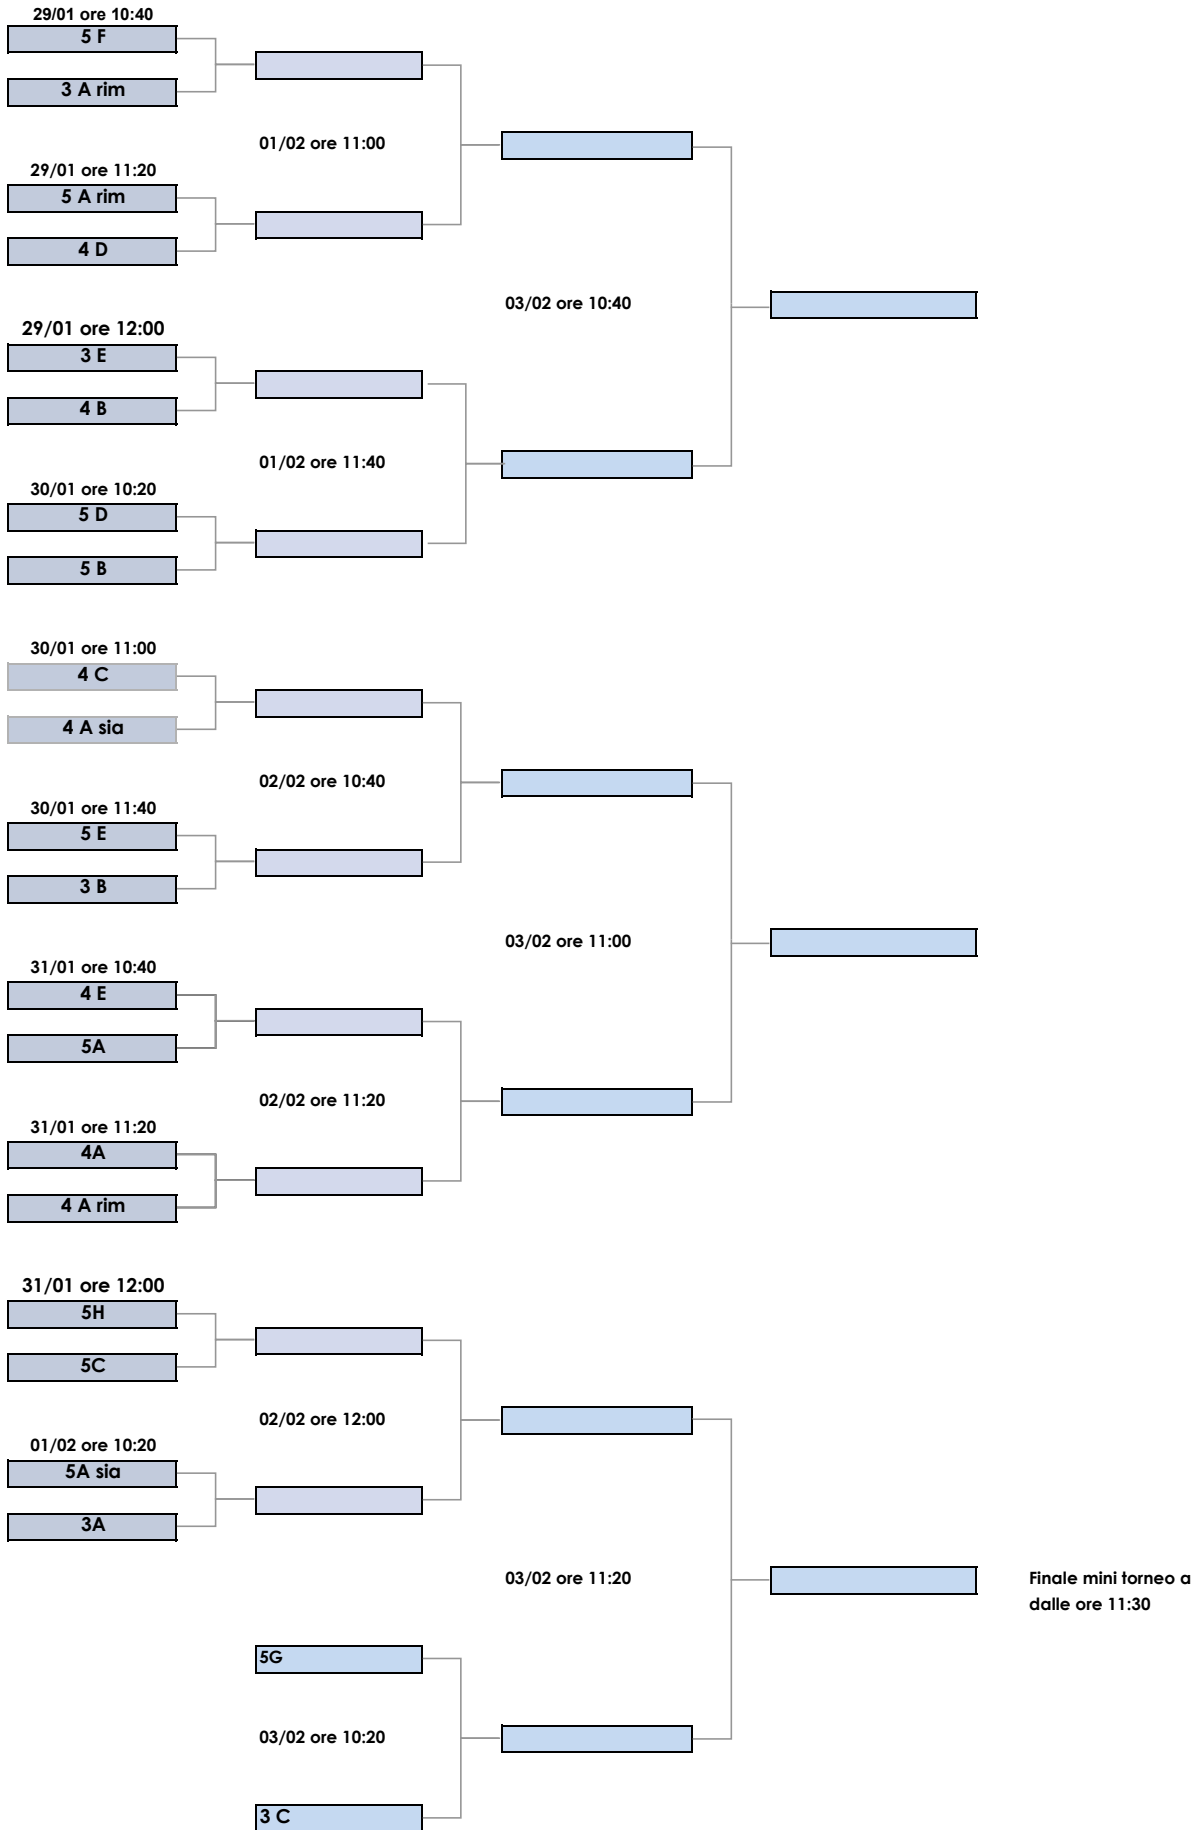 29/01 ore 10:40
5 F
3 A rim
01/02 ore 11:00
29/01 ore 11:20
5 A rim
4 D
03/02 ore 10:40
29/01 ore 12:00
3 E
4 B
01/02 ore 11:40
30/01 ore 10:20
5 D
5 B
30/01 ore 11:00
4 C
4 A sia
02/02 ore 10:40
30/01 ore 11:40
5 E
3 B
03/02 ore 11:00
31/01 ore 10:40
4 E
5A
02/02 ore 11:20
31/01 ore 11:20
4A
4 A rim
31/01 ore 12:00
5H
5C
02/02 ore 12:00
01/02 ore 10:20
5A sia
3A
03/02 ore 11:20
Finale mini torneo a
dalle ore 11:30
5G
03/02 ore 10:20
3 C